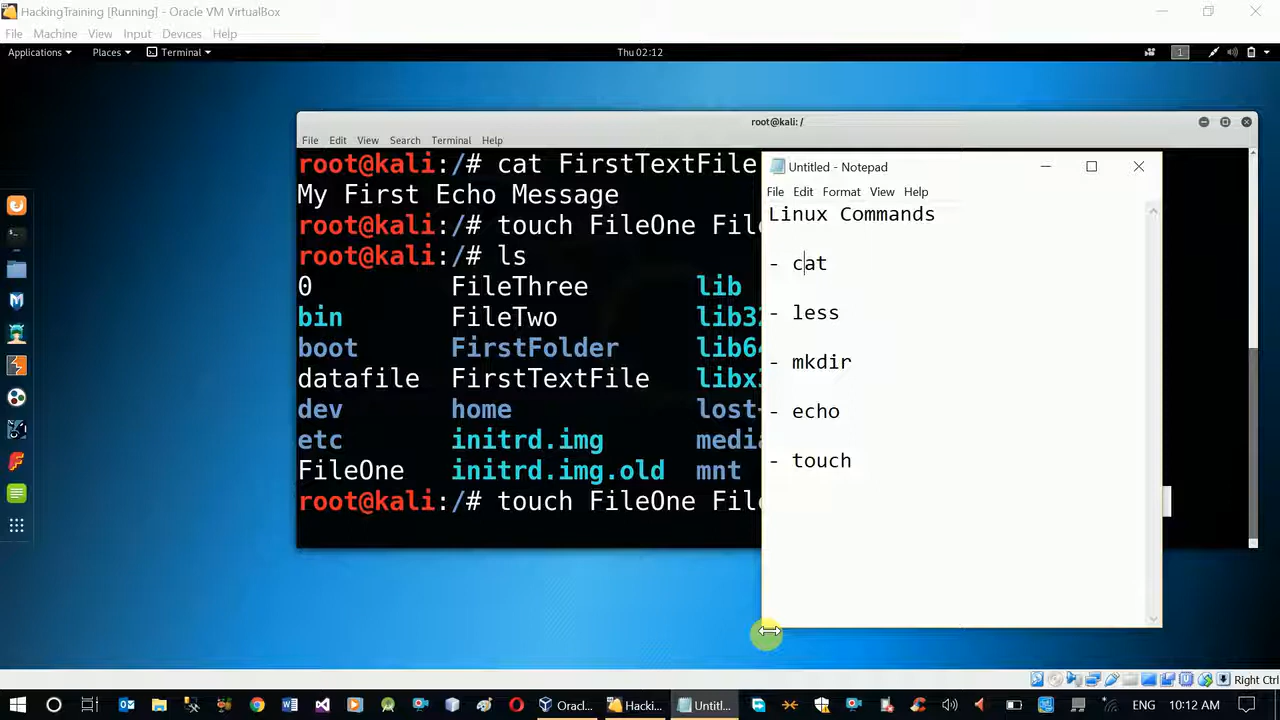 HackingTraining [Running] - Oracle VM VirtualBox
File Machine View Input Devices Help
Applications Places Terminal Thu 02:12 1
root@kali: /
File Edit View Search Terminal Help
root@kali:/# cat FirstTextFile
My First Echo Message
root@kali:/# touch FileOne
root@kali:/# ls
0 FileThree lib
bin FileTwo
boot FirstFolder
datafile FirstTextFile
dev home
etc initrd.img
FileOne initrd.img.old mnt
root@kali:/# touch FileOne
Untitled - Notepad
File Edit Format View Help
Linux Commands
- cat
- less
- mkdir
- echo
- touch
Right Ctrl
Oracl... Hacki... Untitl... ENG 10:12 AM